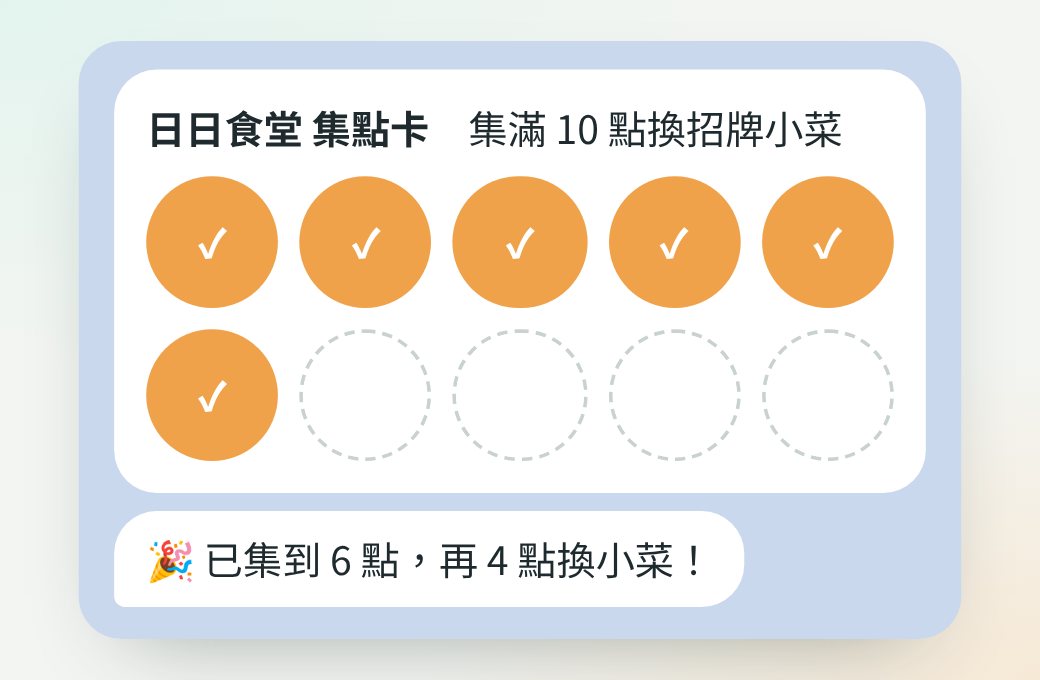 日日食堂 集點卡　集滿 10 點換招牌小菜
✓ ✓ ✓ ✓ ✓
✓
🎉 已集到 6 點，再 4 點換小菜！